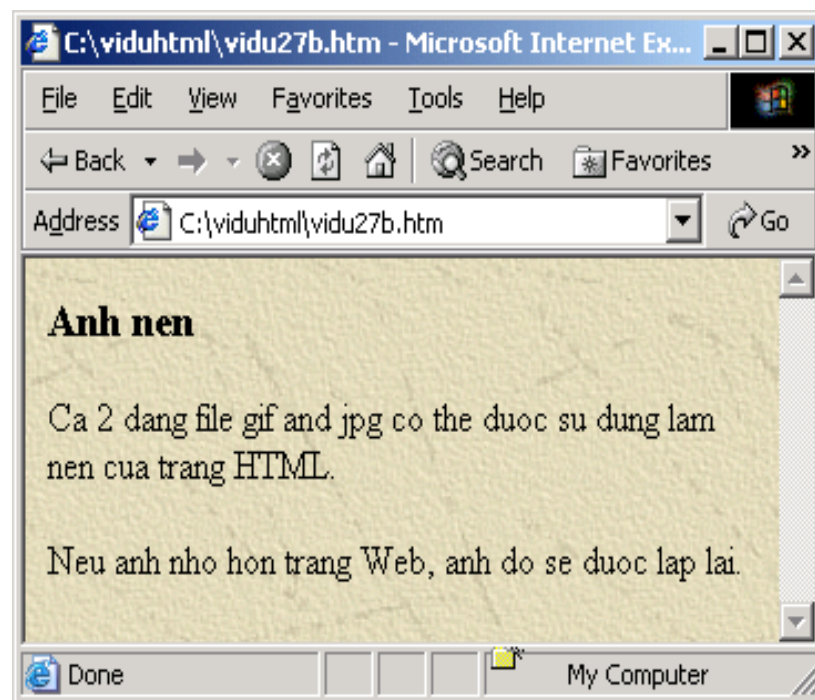 C:\viduhtml\vidu27b.htm - Microsoft Internet Ex...
File Edit View Favorites Tools Help
Back Search Favorites »
Address C:\viduhtml\vidu27b.htm Go
Anh nen
Ca 2 dang file gif and jpg co the duoc su dung lam
nen cua trang HTML.
Neu anh nho hon trang Web, anh do se duoc lap lai.
Done My Computer